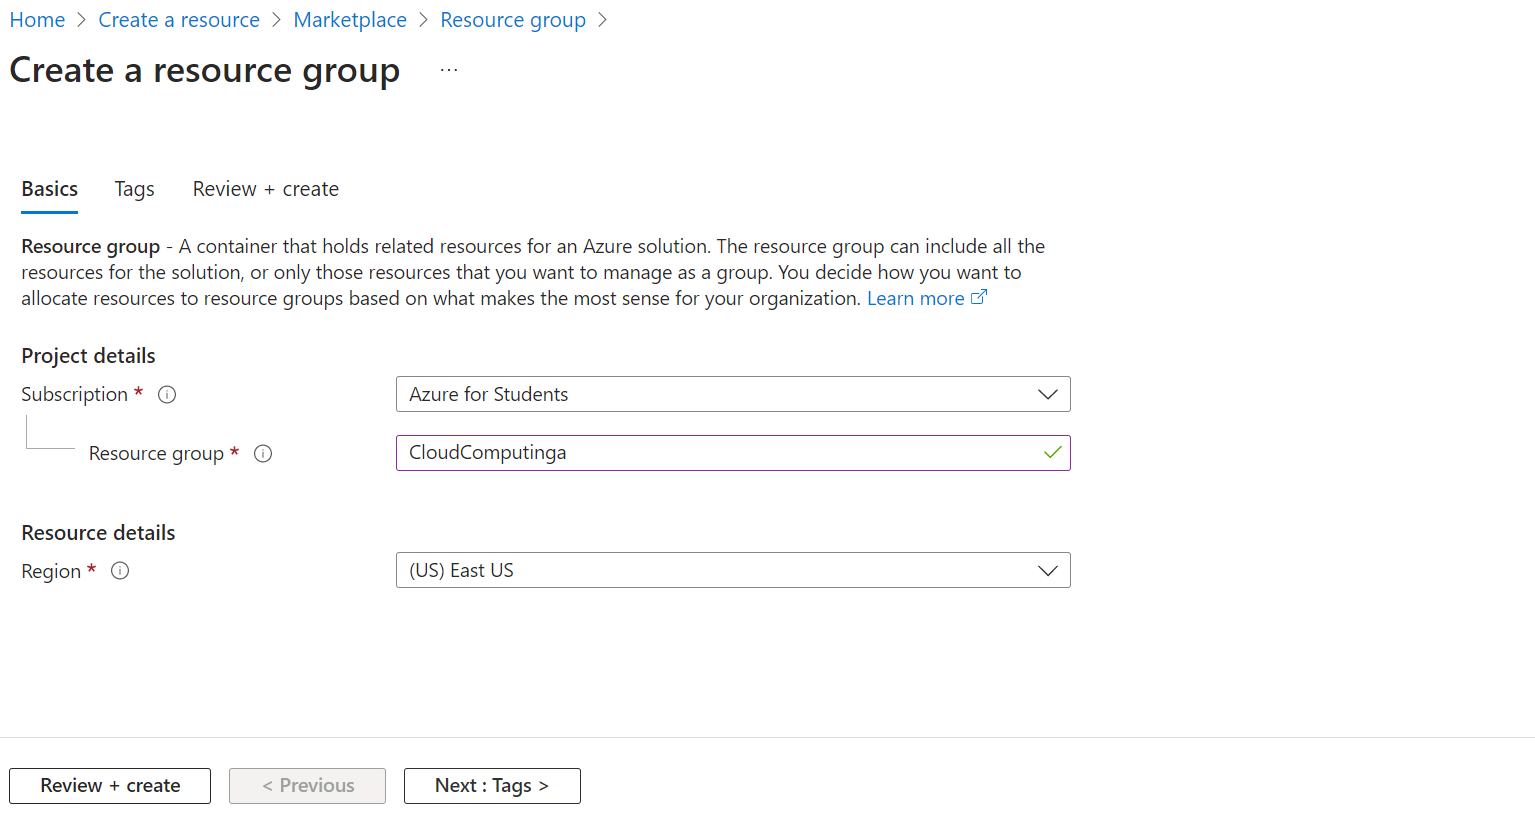 Home > Create a resource > Marketplace > Resource group >
Create a resource group ...
Basics Tags Review + create
Resource group - A container that holds related resources for an Azure solution. The resource group can include all the
resources for the solution, or only those resources that you want to manage as a group. You decide how you want to
allocate resources to resource groups based on what makes the most sense for your organization. Learn more
Project details
Subscription * Azure for Students
Resource group * CloudComputinga
Resource details
Region * (US) East US
Review + create < Previous Next : Tags >